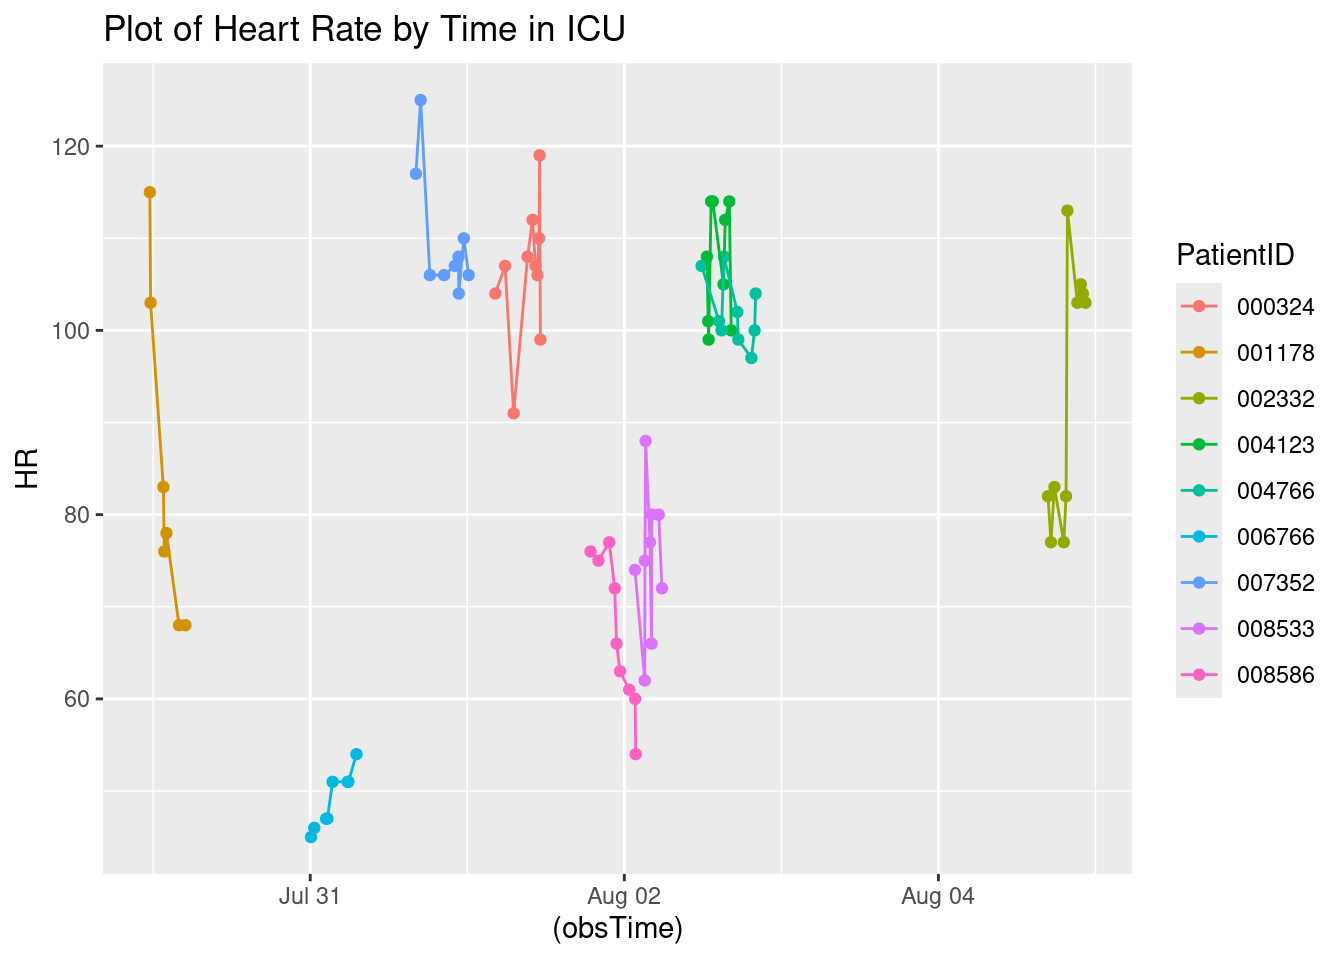 Plot of Heart Rate by Time in ICU
120
100
80
60
HR
Jul 31
Aug 02
Aug 04
(obsTime)
PatientID
000324
001178
002332
004123
004766
006766
007352
008533
008586